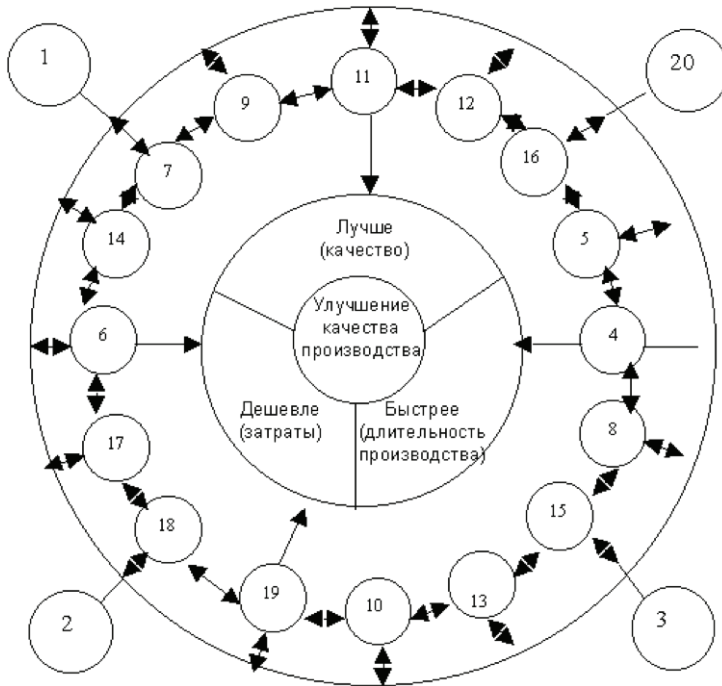 1
11
20
9
12
16
7
14
5
Лучше
(качество)
6
Улучшение
качества
производства
4
Дешевле
(затраты)
Быстрее
(длительность
производства)
17
8
18
15
19
10
13
2
3